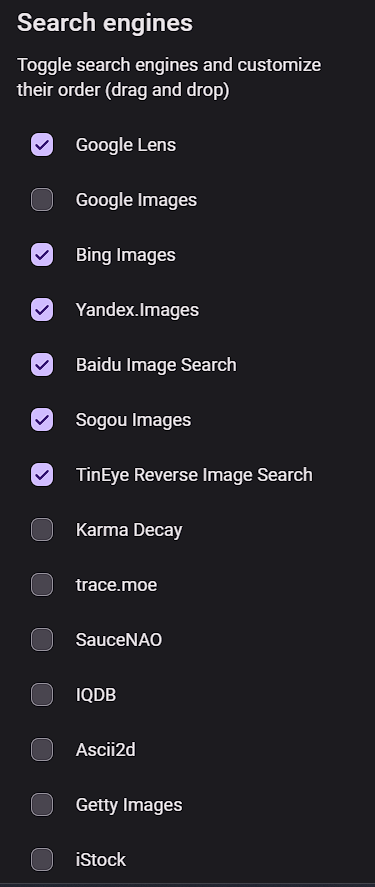 Search engines
Toggle search engines and customize
their order (drag and drop)
Google Lens
Google Images
Bing Images
Yandex.Images
Baidu Image Search
Sogou Images
TinEye Reverse Image Search
Karma Decay
trace.moe
SauceNAO
IQDB
Ascii2d
Getty Images
iStock